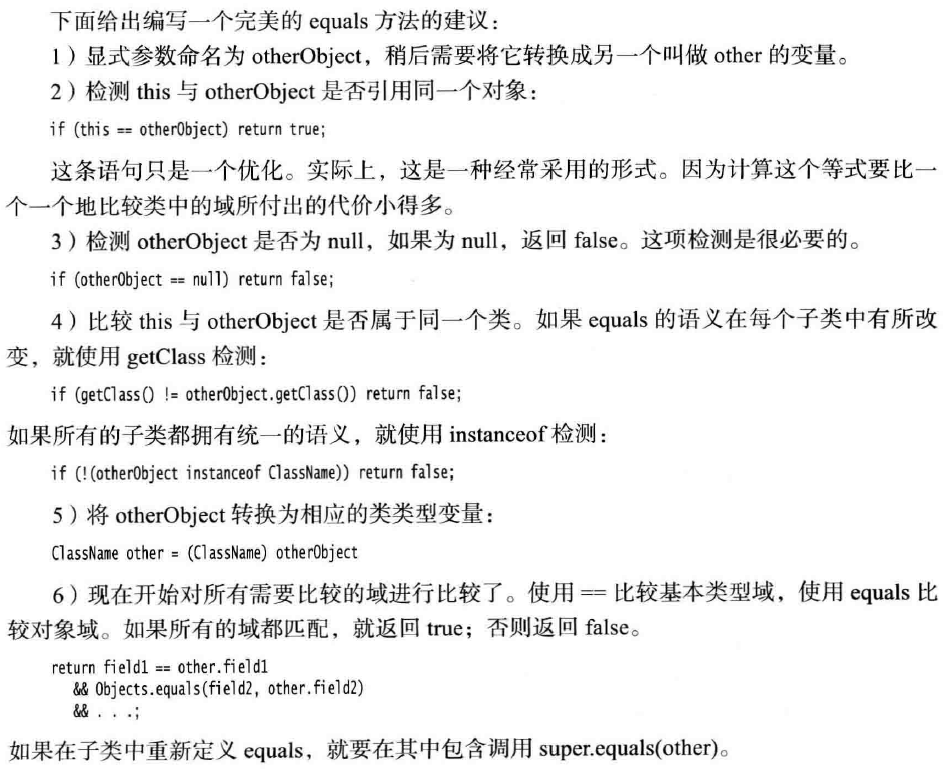 下面给出编写一个完美的 equals 方法的建议：
1）显式参数命名为 otherObject，稍后需要将它转换成另一个叫做 other 的变量。
2）检测 this 与 otherObject 是否引用同一个对象：
if (this == otherObject) return true;
这条语句只是一个优化。实际上，这是一种经常采用的形式。因为计算这个等式要比一
个一个地比较类中的域所付出的代价小得多。
3）检测 otherObject 是否为 null，如果为 null，返回 false。这项检测是很必要的。
if (otherObject == null) return false;
4）比较 this 与 otherObject 是否属于同一个类。如果 equals 的语义在每个子类中有所改
变，就使用 getClass 检测：
if (getClass() != otherObject.getClass()) return false;
如果所有的子类都拥有统一的语义，就使用 instanceof 检测：
if (!(otherObject instanceof ClassName)) return false;
5）将 otherObject 转换为相应的类类型变量：
ClassName other = (ClassName) otherObject
6）现在开始对所有需要比较的域进行比较了。使用 == 比较基本类型域，使用 equals 比
较对象域。如果所有的域都匹配，就返回 true；否则返回 false。
return field1 == other.field1
&& Objects.equals(field2, other.field2)
&& . . .;
如果在子类中重新定义 equals，就要在其中包含调用 super.equals(other)。